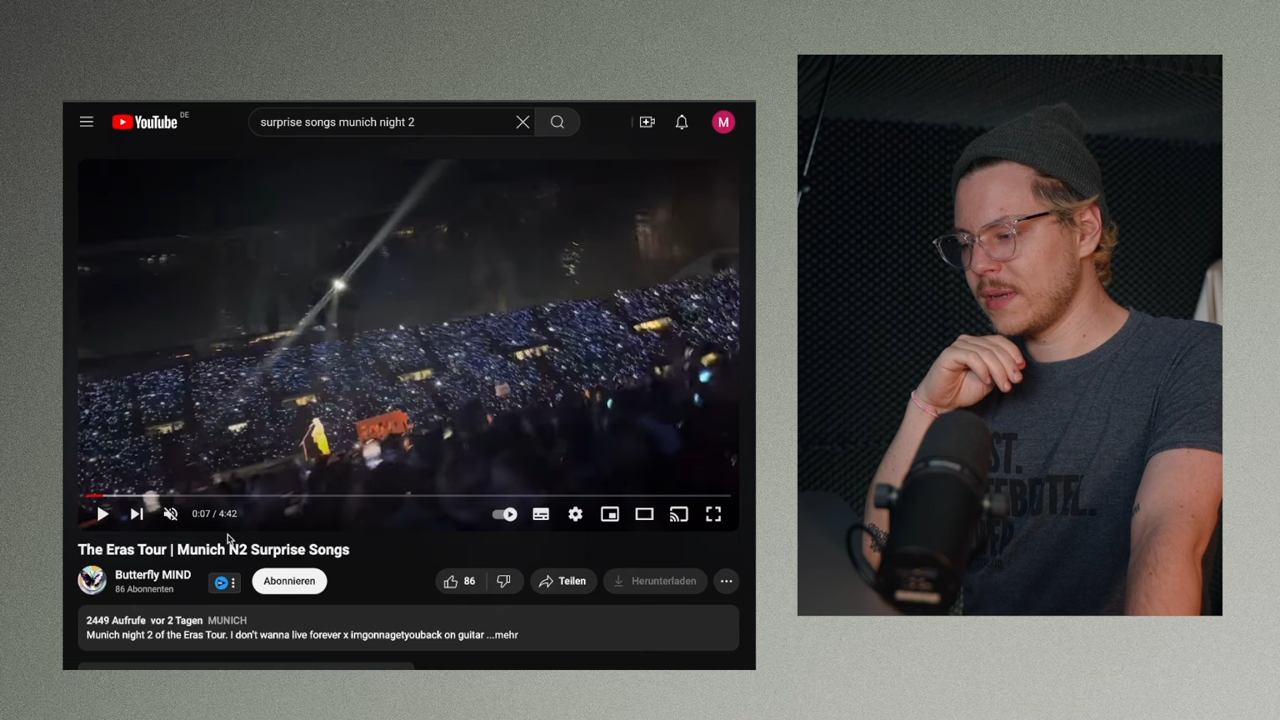 YouTube DE
surprise songs munich night 2
M
0:07 / 4:42
The Eras Tour | Munich N2 Surprise Songs
Butterfly MIND
86 Abonnenten
Abonnieren
86
Teilen
Herunterladen
2449 Aufrufe vor 2 Tagen MUNICH
Munich night 2 of the Eras Tour. I don't wanna live forever x imgonnagetyouback on guitar ...mehr